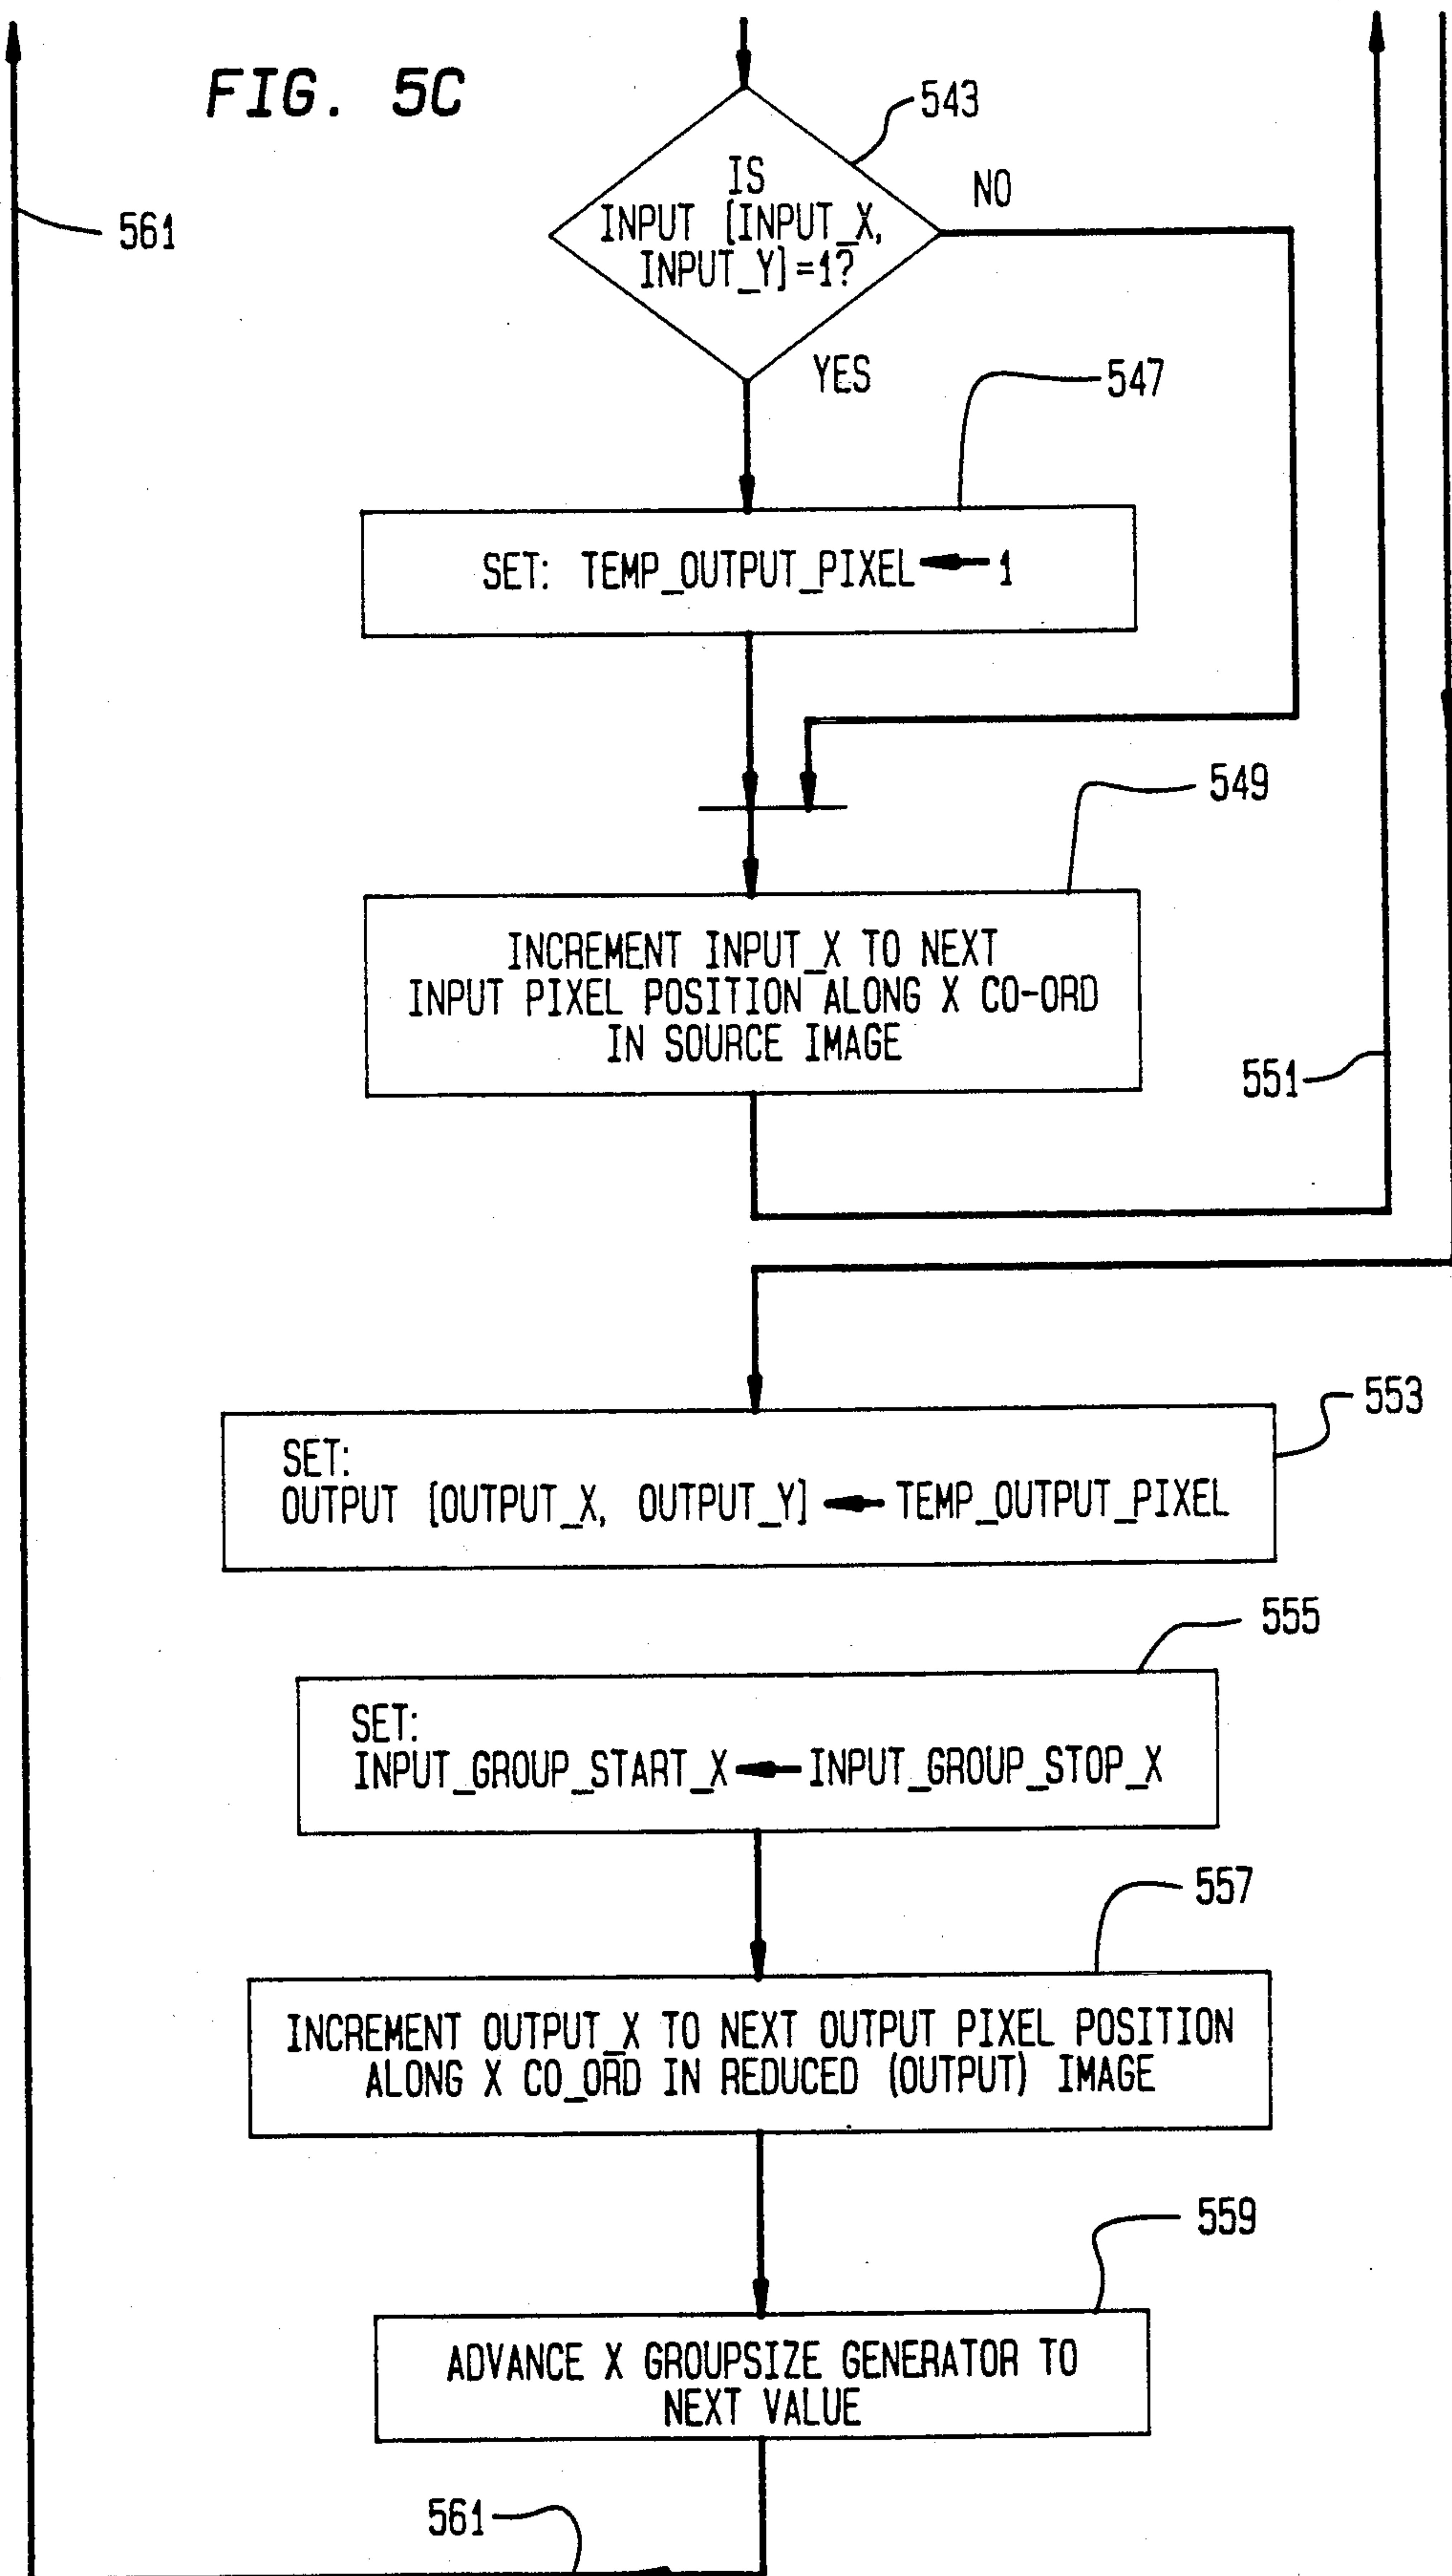 FIG. 5C
543
IS
INPUT [INPUT_X,
INPUT_Y]=1?
NO
561
YES
547
SET: TEMP_OUTPUT_PIXEL 1
549
INCREMENT INPUT_X TO NEXT
INPUT PIXEL POSITION ALONG X CO-ORD
IN SOURCE IMAGE
551
553
SET:
OUTPUT [OUTPUT_X, OUTPUT_Y] TEMP_OUTPUT_PIXEL
555
SET:
INPUT_GROUP_START_X INPUT_GROUP_STOP_X
557
INCREMENT OUTPUT_X TO NEXT OUTPUT PIXEL POSITION
ALONG X CO_ORD IN REDUCED (OUTPUT) IMAGE
559
ADVANCE X GROUPSIZE GENERATOR TO
NEXT VALUE
561